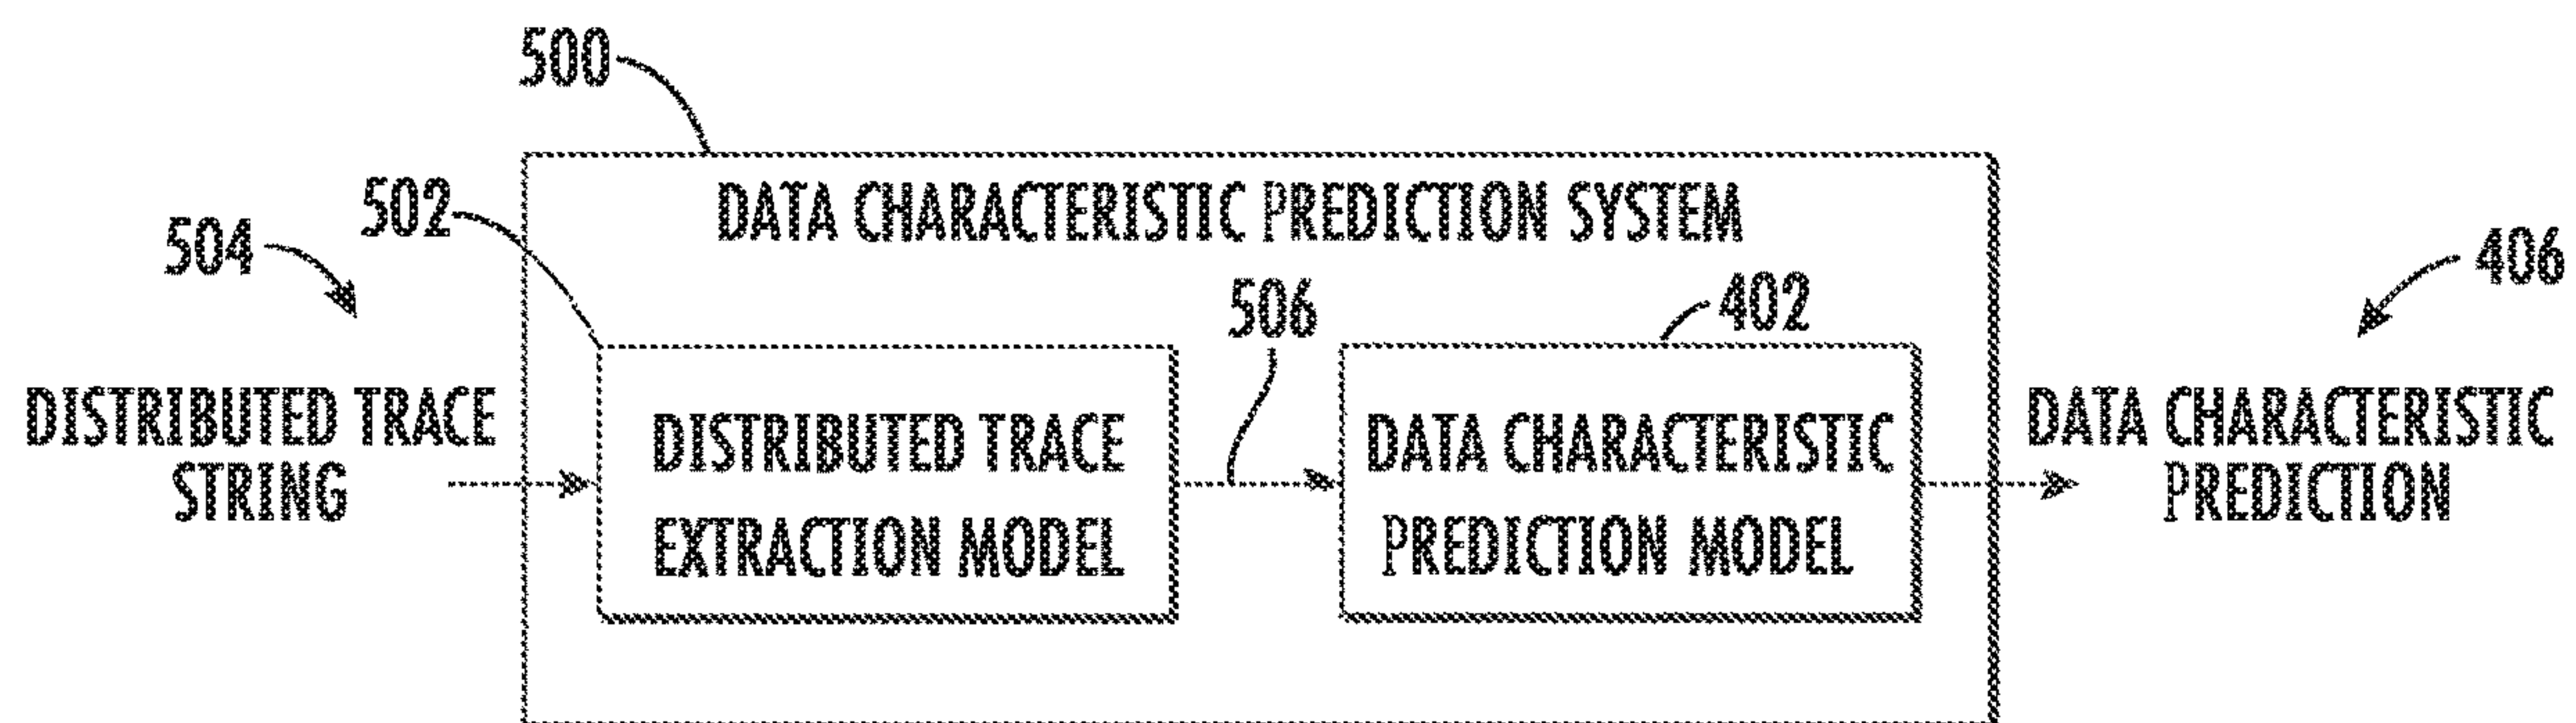 500
502
DATA CHARACTERISTIC PREDICTION SYSTEM
504
406
506
402
DISTRIBUTED TRACE
STRING
DISTRIBUTED TRACE
EXTRACTION MODEL
DATA CHARACTERISTIC
PREDICTION MODEL
DATA CHARACTERISTIC
PREDICTION